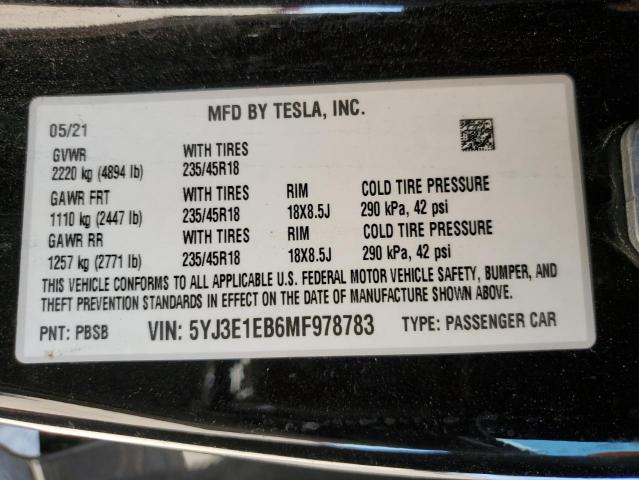 MFD BY TESLA, INC.
05/21
GVWR WITH TIRES
2220 kg (4894 lb) 235/45R18
GAWR FRT WITH TIRES RIM COLD TIRE PRESSURE
1110 kg (2447 lb) 235/45R18 18X8.5J 290 kPa, 42 psi
GAWR RR WITH TIRES RIM COLD TIRE PRESSURE
1257 kg (2771 lb) 235/45R18 18X8.5J 290 kPa, 42 psi
THIS VEHICLE CONFORMS TO ALL APPLICABLE U.S. FEDERAL MOTOR VEHICLE SAFETY, BUMPER, AND
THEFT PREVENTION STANDARDS IN EFFECT ON THE DATE OF MANUFACTURE SHOWN ABOVE.
PNT: PBSB VIN: 5YJ3E1EB6MF978783 TYPE: PASSENGER CAR